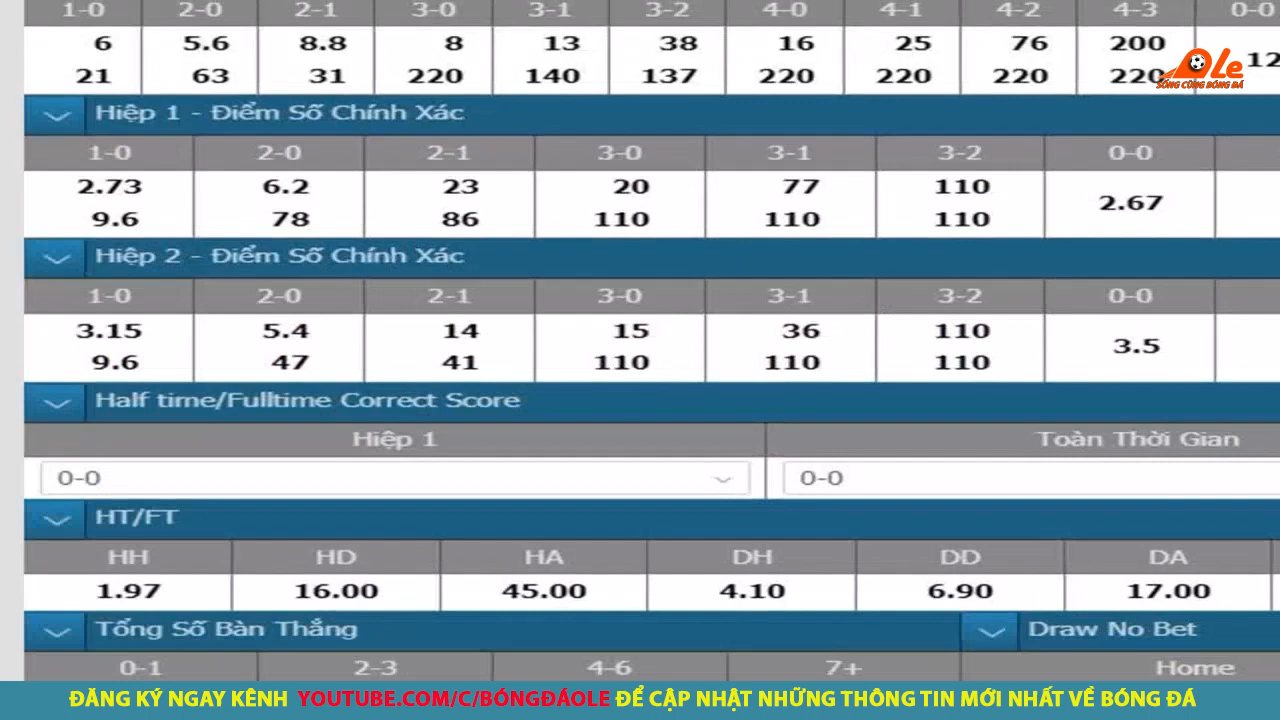 1-0 2-0 2-1 3-0 3-1 3-2 4-0 4-1 4-2 4-3 0-0
6 5.6 8.8 8 13 38 16 25 76 200
21 63 31 220 140 137 220 220 220 220 12
Ole
SỐNG CÙNG BÓNG ĐÁ
Hiệp 1 - Điểm Số Chính Xác
1-0 2-0 2-1 3-0 3-1 3-2 0-0
2.73 6.2 23 20 77 110 2.67
9.6 78 86 110 110 110
Hiệp 2 - Điểm Số Chính Xác
1-0 2-0 2-1 3-0 3-1 3-2 0-0
3.15 5.4 14 15 36 110 3.5
9.6 47 41 110 110 110
Half time/Fulltime Correct Score
Hiệp 1 Toàn Thời Gian
0-0 0-0
HT/FT
HH HD HA DH DD DA
1.97 16.00 45.00 4.10 6.90 17.00
Tổng Số Bàn Thắng Draw No Bet
0-1 2-3 4-6 7+ Home
ĐĂNG KÝ NGAY KÊNH YOUTUBE.COM/C/BÓNGĐÁOLE ĐỂ CẬP NHẬT NHỮNG THÔNG TIN MỚI NHẤT VỀ BÓNG ĐÁ